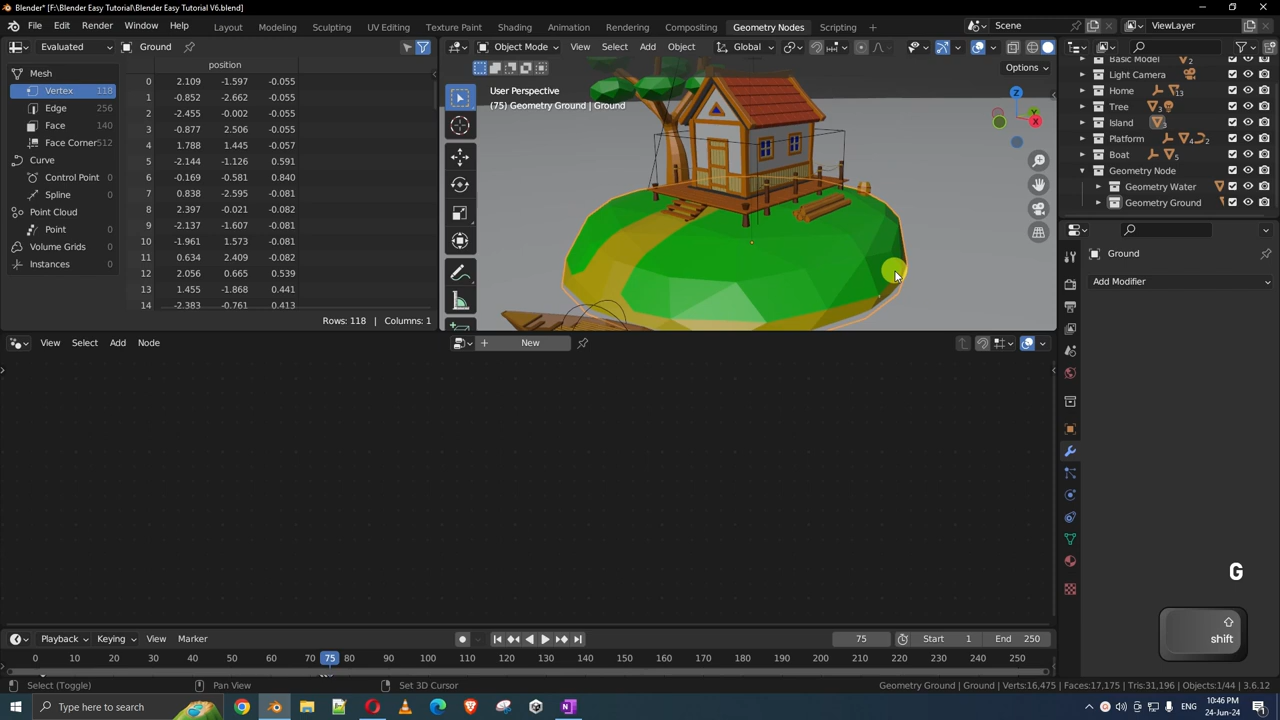 Blender* [F:\Blender Easy Tutorial\Blender Easy Tutorial V6.blend]
File Edit Render Window Help Layout Modeling Sculpting UV Editing Texture Paint Shading Animation Rendering Compositing Geometry Nodes Scripting Scene ViewLayer
Evaluated Ground
Object Mode View Select Add Object Global
Options
position
Mesh
Vertex 118
Edge 256
Face 140
Face Corner 512
Curve
Control Point 0
Spline 0
Point Cloud
Point 0
Volume Grids 0
Instances 0
0 2.109 -1.597 -0.055
1 -0.852 -2.662 -0.055
2 -2.455 -0.002 -0.055
3 -0.877 2.506 -0.055
4 1.788 1.445 -0.057
5 -2.144 -1.126 0.591
6 -0.169 -0.581 0.840
7 0.838 -2.595 -0.081
8 2.397 -0.021 -0.082
9 -2.137 -1.607 -0.081
10 -1.961 1.573 -0.081
11 0.634 2.409 -0.082
12 2.056 0.665 0.539
13 1.455 -1.868 0.441
14 -2.383 -0.761 0.413
Rows: 118 | Columns: 1
User Perspective
(75) Geometry Ground | Ground
Z
Y
X
Basic Model 2
Light Camera
Home 13
Tree 3
Island 3
Platform 4 2
Boat 5
Geometry Node
Geometry Water
Geometry Ground
Ground
Add Modifier
View Select Add Node New
G
shift
Playback Keying View Marker 75 Start 1 End 250
0 10 20 30 40 50 60 70 75 80 90 100 110 120 130 140 150 160 170 180 190 200 210 220 230 240 250
Select (Toggle) Pan View Set 3D Cursor Geometry Ground | Ground | Verts:16,475 | Faces:17,175 | Tris:31,196 | Objects:1/44 | 3.6.12
Type here to search
10:46 PM
24-Jun-24